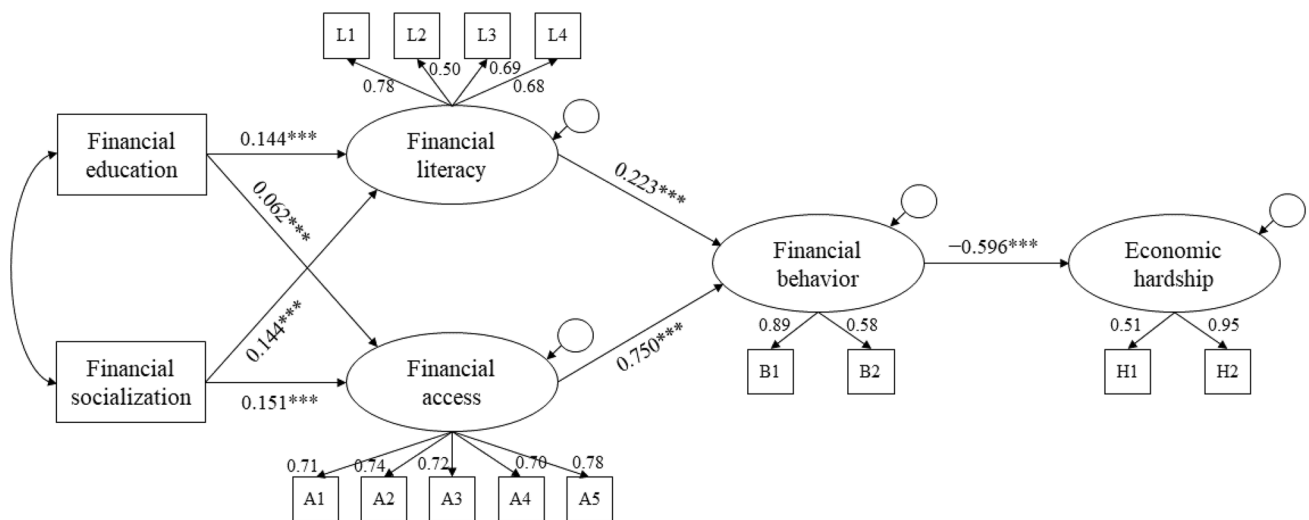 L1
L2
L3
L4
0.78
0.50
0.69
0.68
Financial
education
0.144***
Financial
literacy
0.062***
0.223***
Financial
behavior
−0.596***
Economic
hardship
0.144***
0.750***
0.89
0.58
0.51
0.95
B1
B2
H1
H2
Financial
socialization
0.151***
Financial
access
0.71
0.74
0.72
0.70
0.78
A1
A2
A3
A4
A5